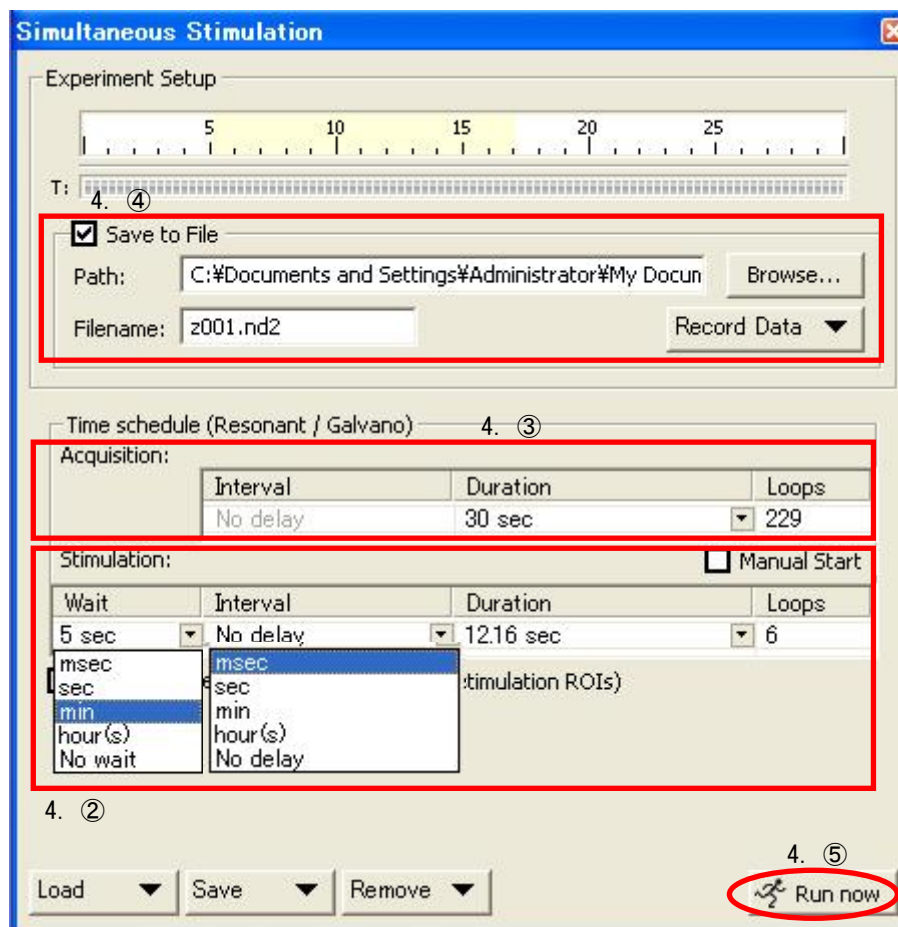 Simultaneous Stimulation
Experiment Setup
5 10 15 20 25
T:
4. ④
Save to File
Path: C:¥Documents and Settings¥Administrator¥My Docun Browse...
Filename: z001.nd2 Record Data
Time schedule (Resonant / Galvano) 4. ③
Acquisition:
Interval Duration Loops
No delay 30 sec 229
Stimulation: Manual Start
Wait Interval Duration Loops
5 sec No delay 12.16 sec 6
msec msec
sec sec timulation ROIs)
min min
hour(s) hour(s)
No wait No delay
4. ②
4. ⑤
Load Save Remove Run now